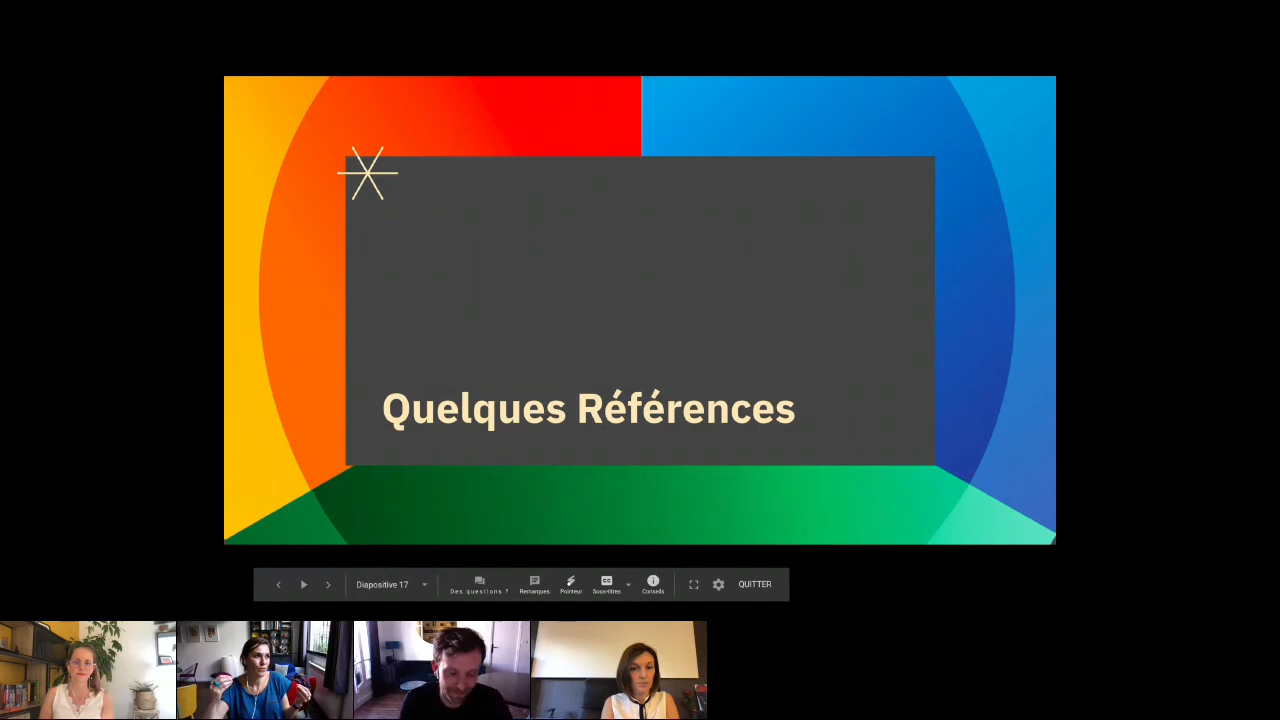 Quelques Références
Diapositive 17
Des questions ?
Remarques
Pointeur
Sous-titres
Conseils
QUITTER